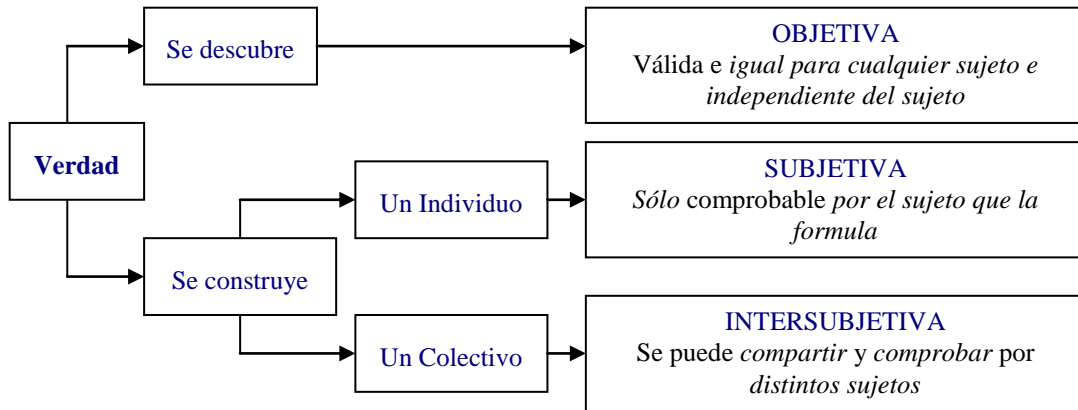 Verdad
Se descubre
OBJETIVA
Válida e igual para cualquier sujeto e
independiente del sujeto
Se construye
Un Individuo
SUBJETIVA
Sólo comprobable por el sujeto que la
formula
Un Colectivo
INTERSUBJETIVA
Se puede compartir y comprobar por
distintos sujetos